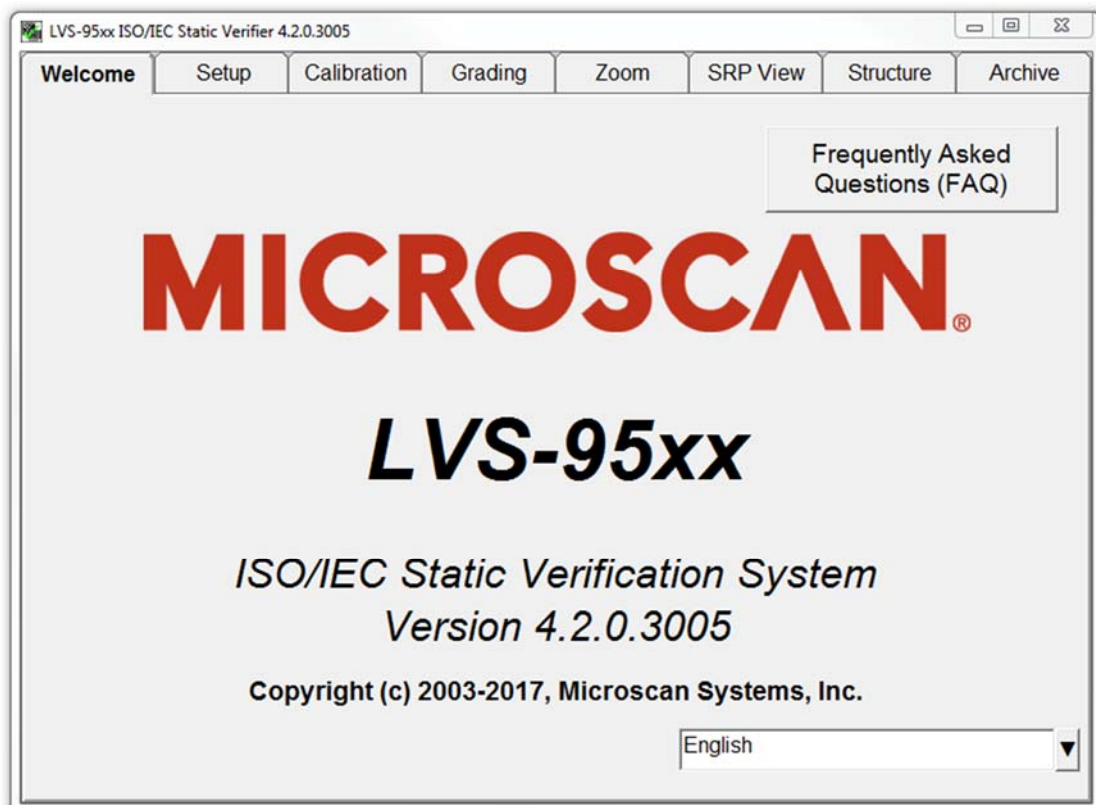 LVS-95xx ISO/IEC Static Verifier 4.2.0.3005
Welcome Setup Calibration Grading Zoom SRP View Structure Archive
Frequently Asked
Questions (FAQ)
MICROSCAN®
LVS-95xx
ISO/IEC Static Verification System
Version 4.2.0.3005
Copyright (c) 2003-2017, Microscan Systems, Inc.
English